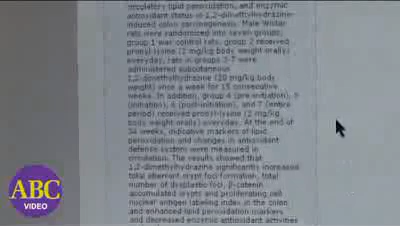 circulatory lipid peroxidation, and enzymic
antioxidant status in 1,2-dimethylhydrazine-
induced colon carcinogenesis. Male Wistar
rats were randomized into seven groups;
group 1 was control rats, group 2 received
pronyl-lysine (2 mg/kg body weight orally)
everyday, rats in groups 3-7 were
administered subcutaneous
1,2-dimethylhydrazine (20 mg/kg body
weight) once a week for 15 consecutive
weeks. In addition, group 4 (pre-initiation), 5
(initiation), 6 (post-initiation), and 7 (entire
period) received pronyl-lysine (2 mg/kg
body weight orally) everyday. At the end of
34 weeks, indicative markers of lipid
peroxidation and changes in antioxidant
defense system were measured in
circulation. The results showed that
1,2-dimethylhydrazine significantly increased
total aberrant crypt foci formation, total
number of dysplastic foci, β-catenin
accumulated crypts and proliferating cell
nuclear antigen labeling index in the colon
and enhanced lipid peroxidation markers
and decreased enzymic antioxidant activities
ABC
VIDEO